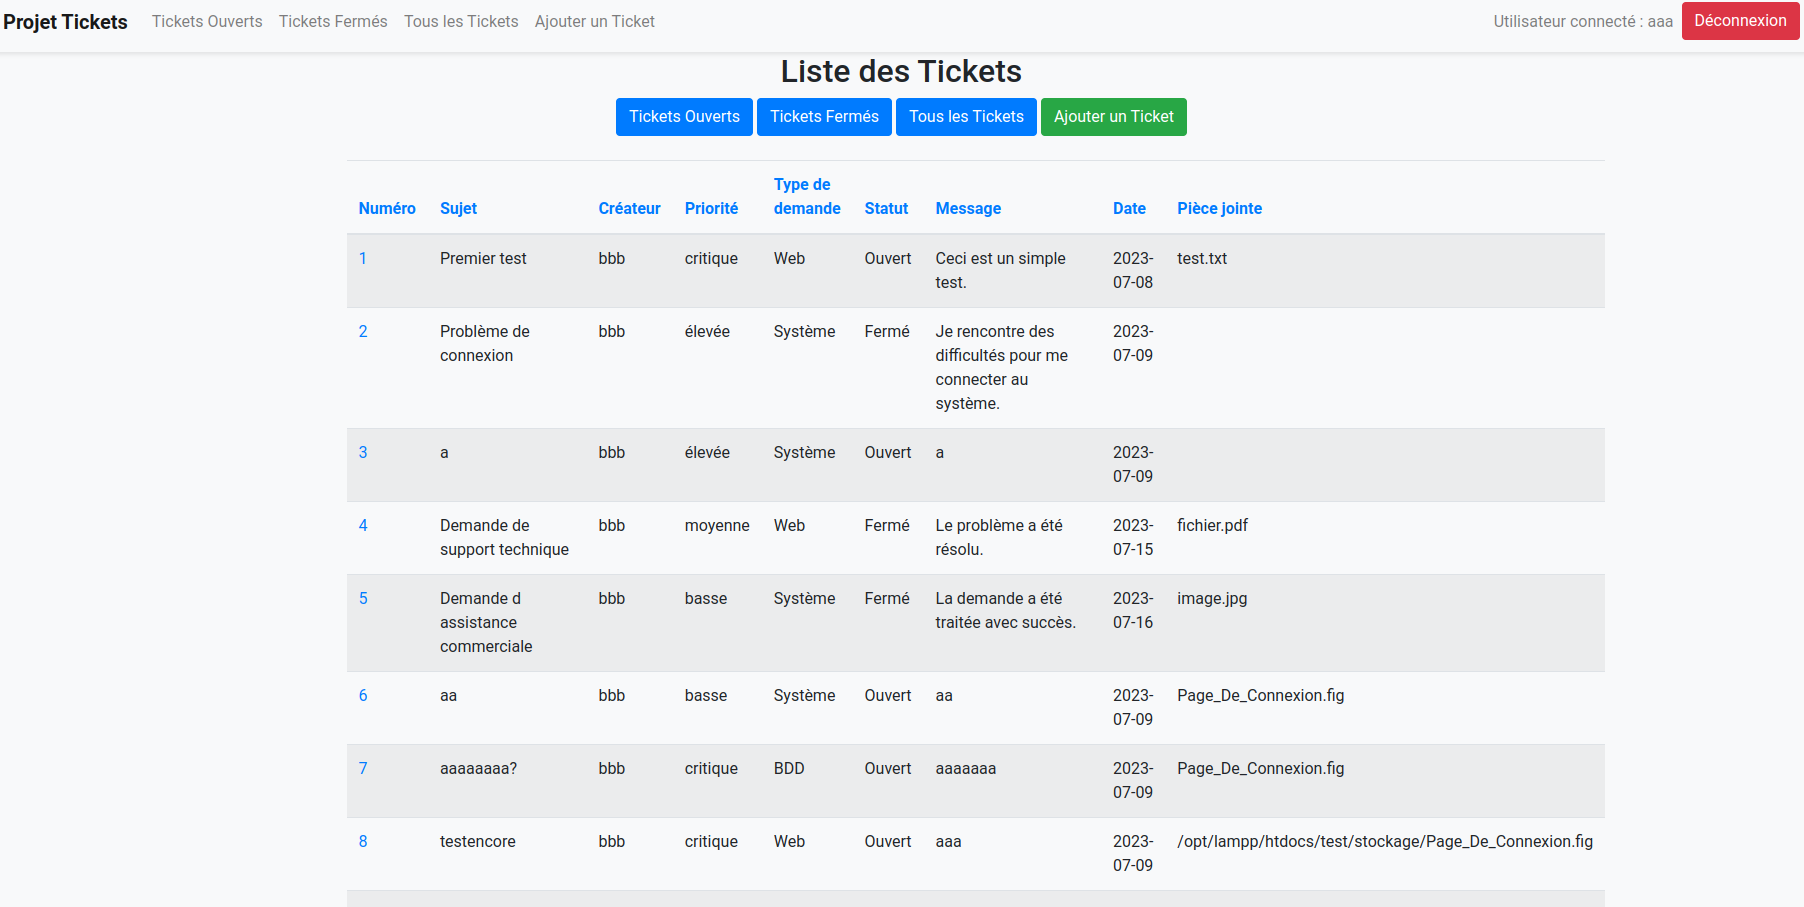 Projet Tickets Tickets Ouverts Tickets Fermés Tous les Tickets Ajouter un Ticket Utilisateur connecté : aaa Déconnexion
Liste des Tickets
Tickets Ouverts Tickets Fermés Tous les Tickets Ajouter un Ticket
Type de
Numéro Sujet Créateur Priorité demande Statut Message Date Pièce jointe
1 Premier test bbb critique Web Ouvert Ceci est un simple 2023- test.txt
test. 07-08
2 Problème de bbb élevée Système Fermé Je rencontre des 2023-
connexion difficultés pour me 07-09
connecter au
système.
3 a bbb élevée Système Ouvert a 2023-
07-09
4 Demande de bbb moyenne Web Fermé Le problème a été 2023- fichier.pdf
support technique résolu. 07-15
5 Demande d bbb basse Système Fermé La demande a été 2023- image.jpg
assistance traitée avec succès. 07-16
commerciale
6 aa bbb basse Système Ouvert aa 2023- Page_De_Connexion.fig
07-09
7 aaaaaaaa? bbb critique BDD Ouvert aaaaaaa 2023- Page_De_Connexion.fig
07-09
8 testencore bbb critique Web Ouvert aaa 2023- /opt/lampp/htdocs/test/stockage/Page_De_Connexion.fig
07-09